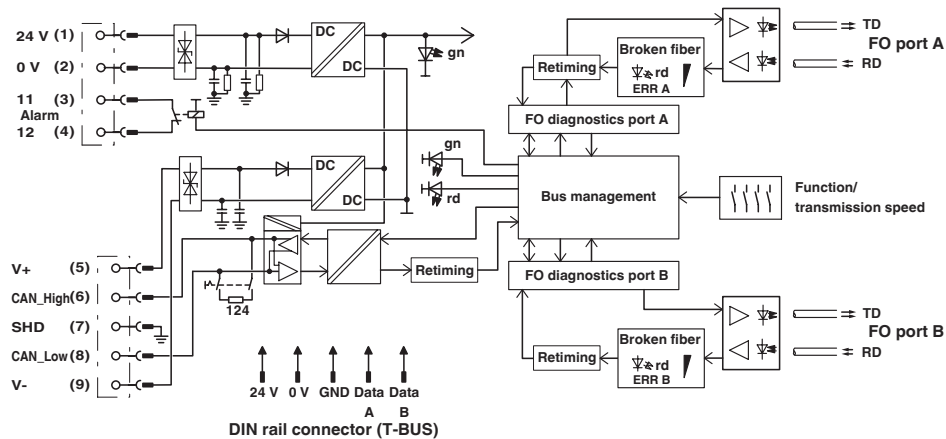 24 V (1)
0 V (2)
11 (3)
Alarm
12 (4)
DC
DC
gn
Retiming
Broken fiber
rd
ERR A
TD
FO port A
RD
FO diagnostics port A
DC
DC
gn
rd
Bus management
Function/
transmission speed
V+ (5)
CAN_High (6)
SHD (7)
CAN_Low (8)
V- (9)
124
Retiming
FO diagnostics port B
Retiming
Broken fiber
rd
ERR B
TD
FO port B
RD
24 V 0 V GND Data Data
A B
DIN rail connector (T-BUS)